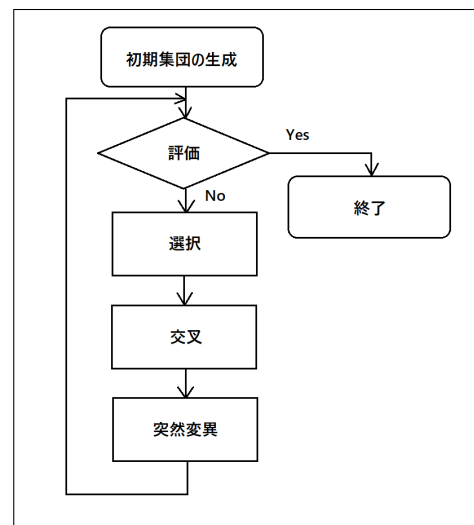 初期集団の生成
評価
Yes
No
終了
選択
交叉
突然変異